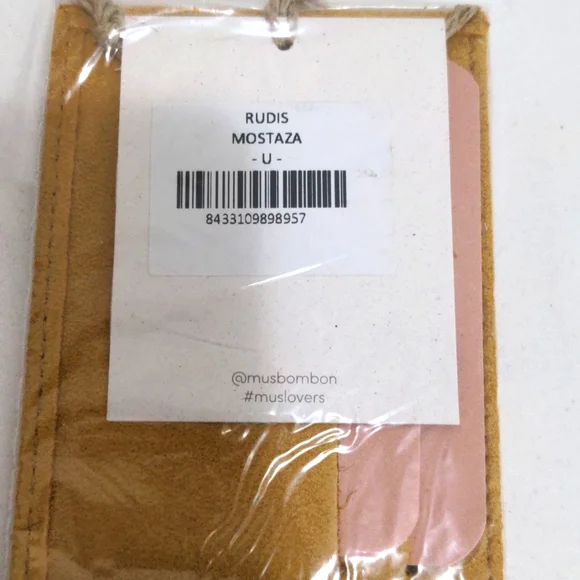 RUDIS
MOSTAZA
- U -
8433109898957
@musbombon
#muslovers